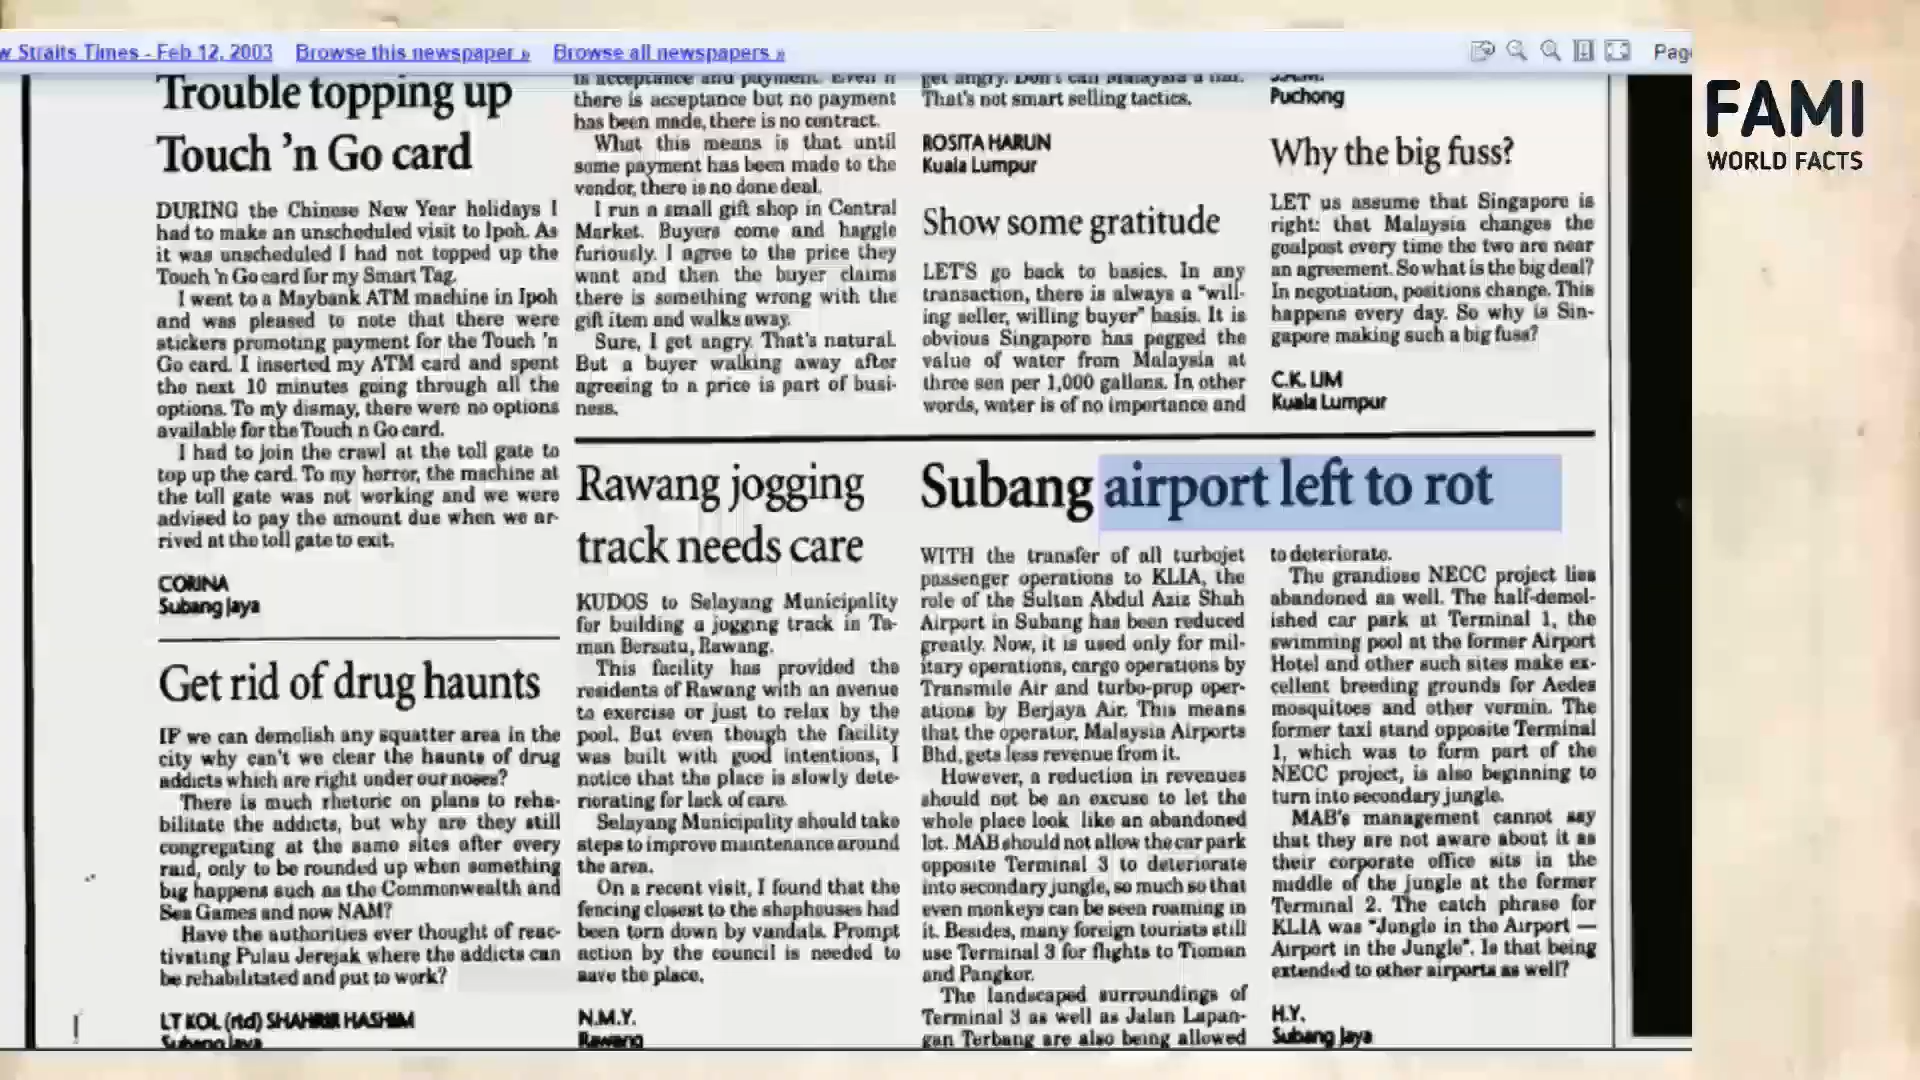 w Straits Times - Feb 12, 2003 Browse this newspaper » Browse all newspapers »
Page
FAMI
WORLD FACTS
Trouble topping up
Touch 'n Go card
DURING the Chinese New Year holidays I
had to make an unscheduled visit to Ipoh. As
it was unscheduled I had not topped up the
Touch 'n Go card for my Smart Tag.
I went to a Maybank ATM machine in Ipoh
and was pleased to note that there were
stickers promoting payment for the Touch 'n
Go card. I inserted my ATM card and spent
the next 10 minutes going through all the
options. To my dismay, there were no options
available for the Touch n Go card.
I had to join the crawl at the toll gate to
top up the card. To my horror, the machine at
the toll gate was not working and we were
advised to pay the amount due when we ar-
rived at the toll gate to exit.
CORINA
Subang Jaya
Get rid of drug haunts
IF we can demolish any squatter area in the
city why can't we clear the haunts of drug
addicts which are right under our noses?
There is much rhetoric on plans to reha-
bilitate the addicts, but why are they still
congregating at the same sites after every
raid, only to be rounded up when something
big happens such as the Commonwealth and
Sea Games and now NAM?
Have the authorities ever thought of reac-
tivating Pulau Jerejak where the addicts can
be rehabilitated and put to work?
LT KOL (rtd) SHAHRIR HASHIM
Subang Jaya
is acceptance and payment. Even if
there is acceptance but no payment
has been made, there is no contract.
What this means is that until
some payment has been made to the
vendor, there is no done deal.
I run a small gift shop in Central
Market. Buyers come and haggle
furiously. I agree to the price they
want and then the buyer claims
there is something wrong with the
gift item and walks away.
Sure, I get angry. That's natural.
But a buyer walking away after
agreeing to a price is part of busi-
ness.
get angry. Don't call Malaysia a liar.
That's not smart selling tactics.
ROSITA HARUN
Kuala Lumpur
Show some gratitude
LET'S go back to basics. In any
transaction, there is always a "will-
ing seller, willing buyer" basis. It is
obvious Singapore has pegged the
value of water from Malaysia at
three sen per 1,000 gallons. In other
words, water is of no importance and
Puchong
Why the big fuss?
LET us assume that Singapore is
right: that Malaysia changes the
goalpost every time the two are near
an agreement. So what is the big deal?
In negotiation, positions change. This
happens every day. So why is Sin-
gapore making such a big fuss?
C.K. LIM
Kuala Lumpur
Rawang jogging
track needs care
KUDOS to Selayang Municipality
for building a jogging track in Ta-
man Bersatu, Rawang.
This facility has provided the
residents of Rawang with an avenue
to exercise or just to relax by the
pool. But even though the facility
was built with good intentions, I
notice that the place is slowly dete-
riorating for lack of care.
Selayang Municipality should take
steps to improve maintenance around
the area.
On a recent visit, I found that the
fencing closest to the shophouses had
been torn down by vandals. Prompt
action by the council is needed to
save the place.
N.M.Y.
Rawang
Subang airport left to rot
WITH the transfer of all turbojet
passenger operations to KLIA, the
role of the Sultan Abdul Aziz Shah
Airport in Subang has been reduced
greatly. Now, it is used only for mil-
itary operations, cargo operations by
Transmile Air and turbo-prop oper-
ations by Berjaya Air. This means
that the operator, Malaysia Airports
Bhd, gets less revenue from it.
However, a reduction in revenues
should not be an excuse to let the
whole place look like an abandoned
lot. MAB should not allow the car park
opposite Terminal 3 to deteriorate
into secondary jungle, so much so that
even monkeys can be seen roaming in
it. Besides, many foreign tourists still
use Terminal 3 for flights to Tioman
and Pangkor.
The landscaped surroundings of
Terminal 3 as well as Jalan Lapan-
gan Terbang are also being allowed
to deteriorate.
The grandiose NECC project lies
abandoned as well. The half-demol-
ished car park at Terminal 1, the
swimming pool at the former Airport
Hotel and other such sites make ex-
cellent breeding grounds for Aedes
mosquitoes and other vermin. The
former taxi stand opposite Terminal
1, which was to form part of the
NECC project, is also beginning to
turn into secondary jungle.
MAB's management cannot say
that they are not aware about it as
their corporate office sits in the
middle of the jungle at the former
Terminal 2. The catch phrase for
KLIA was "Jungle in the Airport —
Airport in the Jungle". Is that being
extended to other airports as well?
H.Y.
Subang Jaya